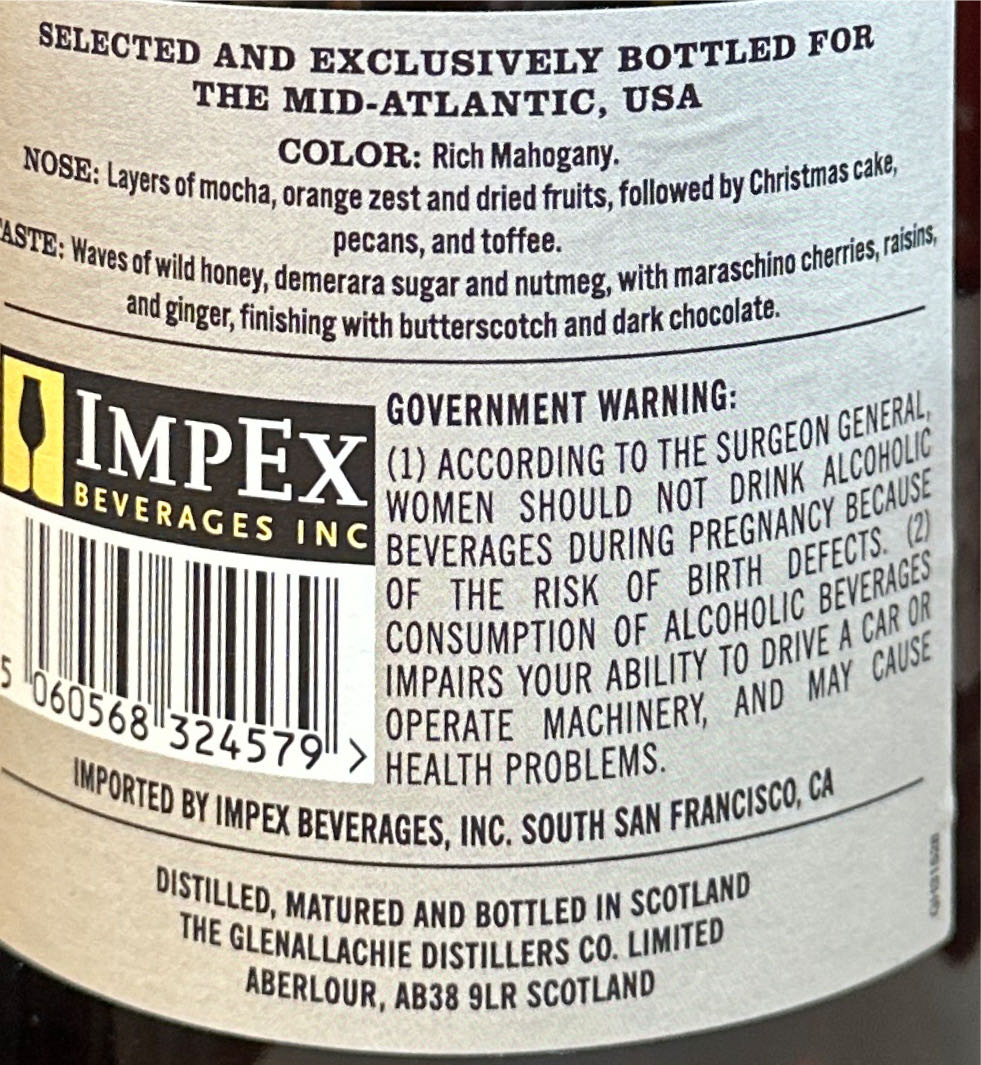 SELECTED AND EXCLUSIVELY BOTTLED FOR
THE MID-ATLANTIC, USA
COLOR: Rich Mahogany.
NOSE: Layers of mocha, orange zest and dried fruits, followed by Christmas cake,
pecans, and toffee.
ASTE: Waves of wild honey, demerara sugar and nutmeg, with maraschino cherries, raisins,
and ginger, finishing with butterscotch and dark chocolate.
IMPEX
BEVERAGES INC
5 060568 324579 >
GOVERNMENT WARNING:
(1) ACCORDING TO THE SURGEON GENERAL,
WOMEN SHOULD NOT DRINK ALCOHOLIC
BEVERAGES DURING PREGNANCY BECAUSE
OF THE RISK OF BIRTH DEFECTS. (2)
CONSUMPTION OF ALCOHOLIC BEVERAGES
IMPAIRS YOUR ABILITY TO DRIVE A CAR OR
OPERATE MACHINERY, AND MAY CAUSE
HEALTH PROBLEMS.
IMPORTED BY IMPEX BEVERAGES, INC. SOUTH SAN FRANCISCO, CA
DISTILLED, MATURED AND BOTTLED IN SCOTLAND
THE GLENALLACHIE DISTILLERS CO. LIMITED
ABERLOUR, AB38 9LR SCOTLAND